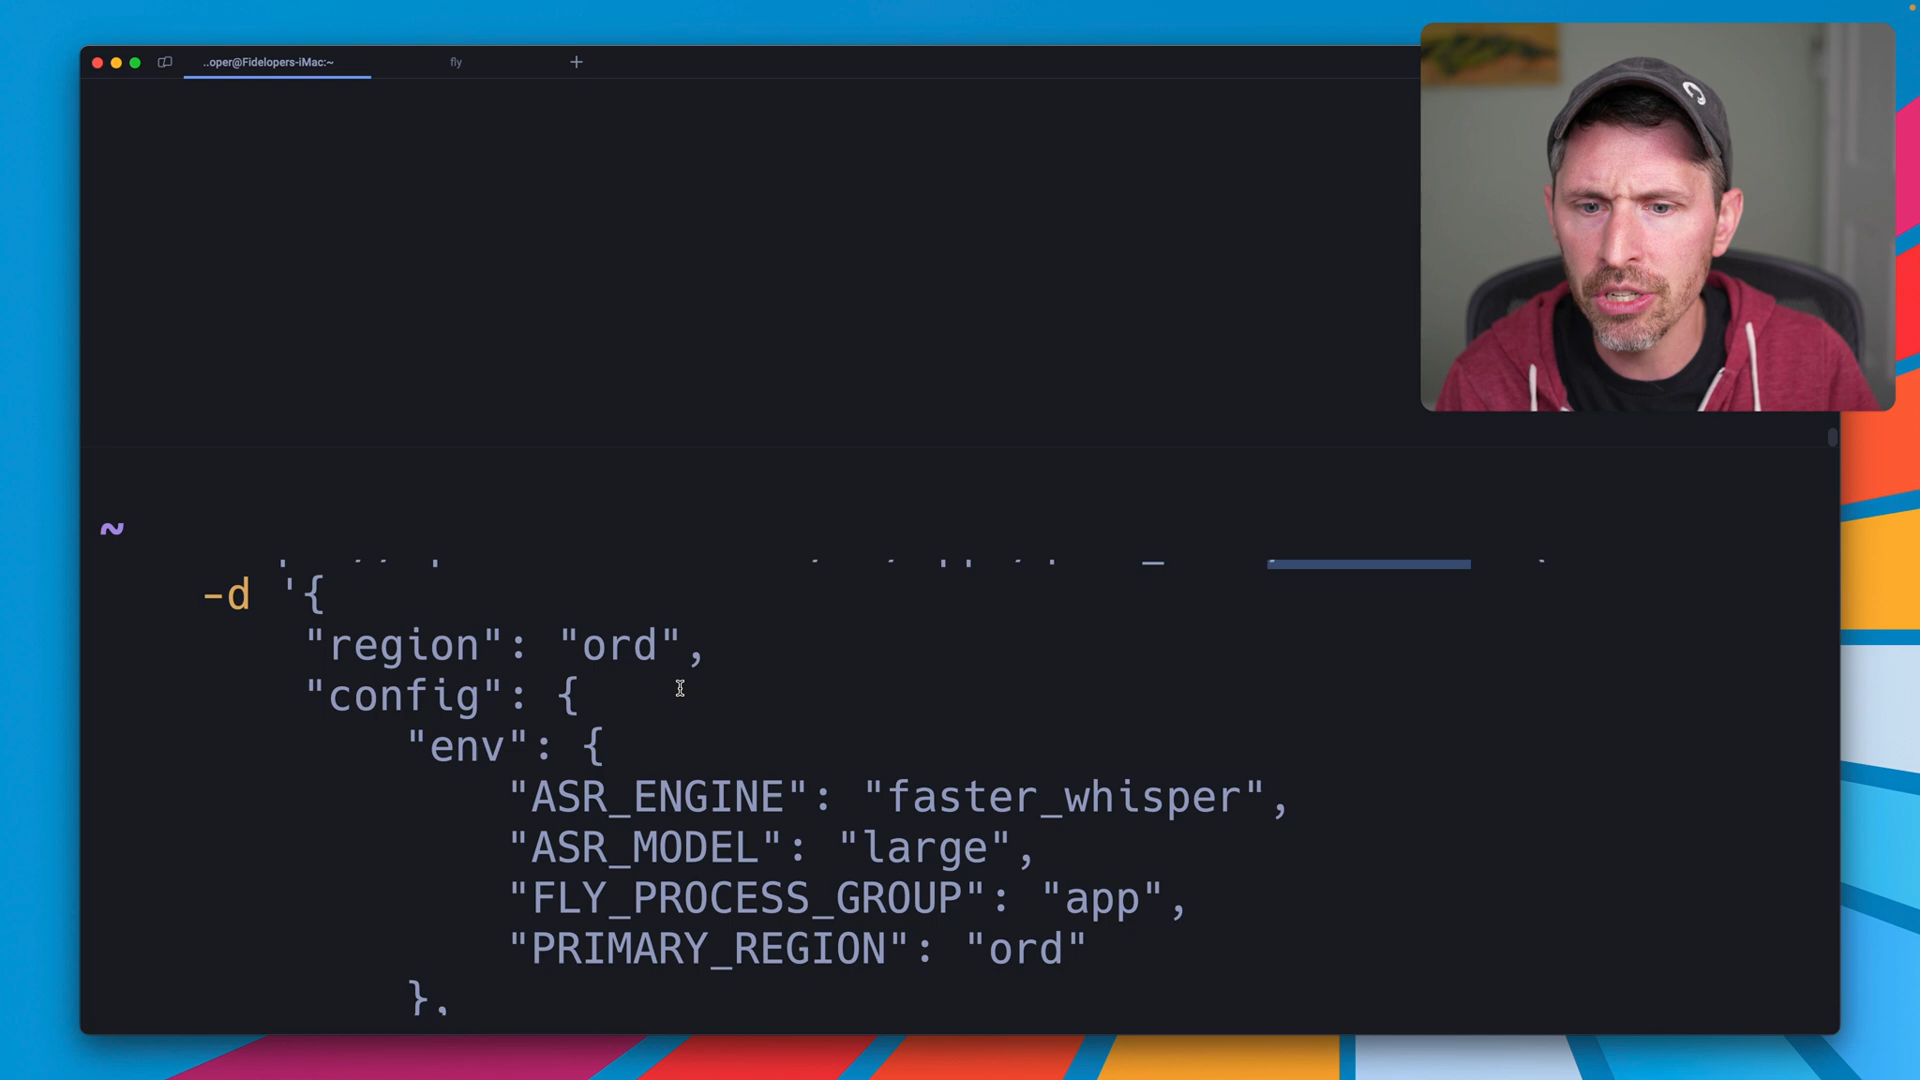 ..oper@Fidelopers-iMac:~
fly
+
~
-d '{
"region": "ord",
"config": {
"env": {
"ASR_ENGINE": "faster_whisper",
"ASR_MODEL": "large",
"FLY_PROCESS_GROUP": "app",
"PRIMARY_REGION": "ord"
},